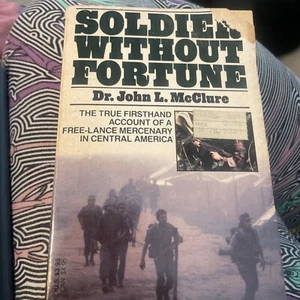 SOLDIER
WITHOUT
FORTUNE
Dr. John L. McClure
THE TRUE FIRSTHAND
ACCOUNT OF A
FREE-LANCE MERCENARY
IN CENTRAL AMERICA